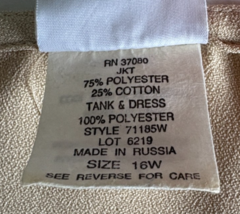 RN 37080
JKT
75% POLYESTER
25% COTTON
TANK & DRESS
100% POLYESTER
STYLE 71185W
LOT 6219
MADE IN RUSSIA
SIZE 16W
SEE REVERSE FOR CARE